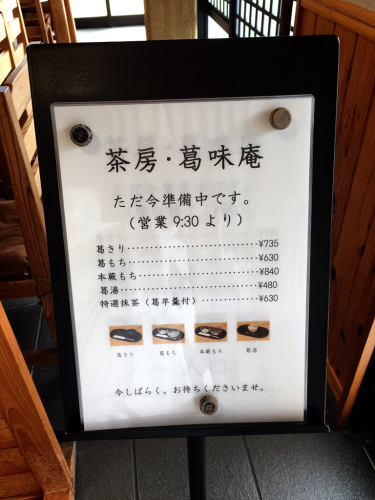 茶房・葛味庵
ただ今準備中です。
（営業 9:30 より）
葛きり……………………………¥735
葛もち……………………………¥630
本蕨もち…………………………¥840
葛湯………………………………¥480
特選抹茶（葛羊羹付）……………¥630
葛きり 葛もち 本蕨もち 葛湯
今しばらく、お待ちくださいませ。